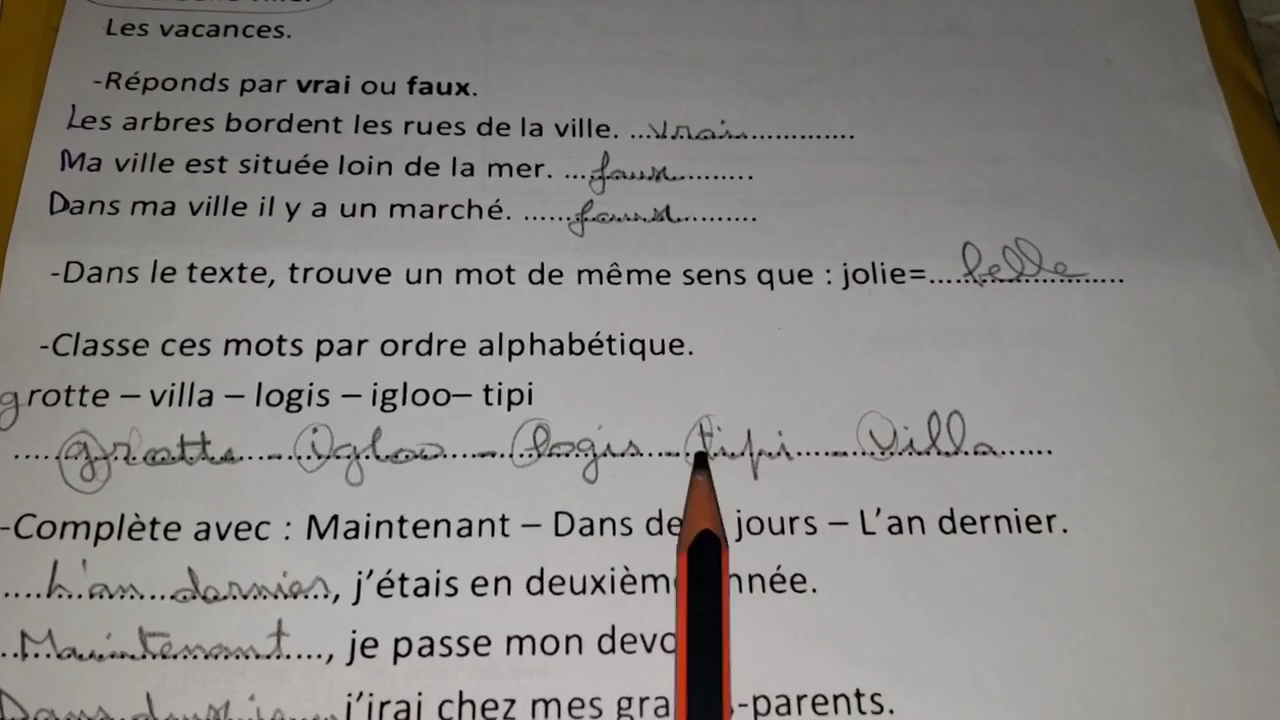 Les vacances.
-Réponds par vrai ou faux.
Les arbres bordent les rues de la ville. ...vrai...............
Ma ville est située loin de la mer. ...faux..........
Dans ma ville il y a un marché. ......faux..........
-Dans le texte, trouve un mot de même sens que : jolie=.....belle.....
-Classe ces mots par ordre alphabétique.
grotte – villa – logis – igloo– tipi
....grotte...- igloo.....- logis...- tipi.....- Villa......
-Complète avec : Maintenant – Dans de jours – L'an dernier.
....L'an...dernier, j'étais en deuxièm nnée.
...Maintenant...., je passe mon devo
Dans deux j'irai chez mes gra -parents.